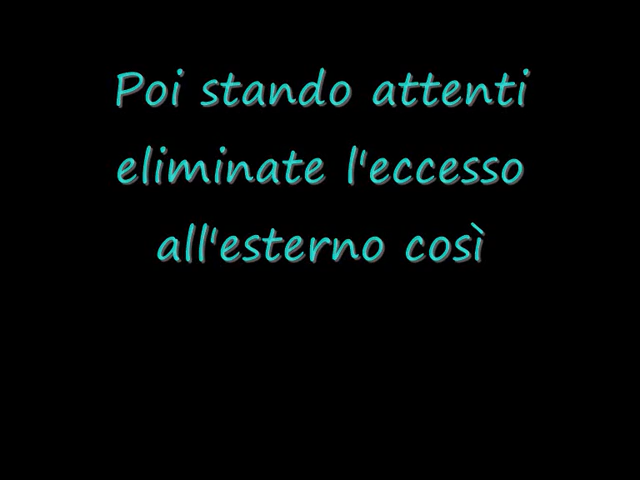 Poi stando attenti
eliminate l'eccesso
all'esterno così